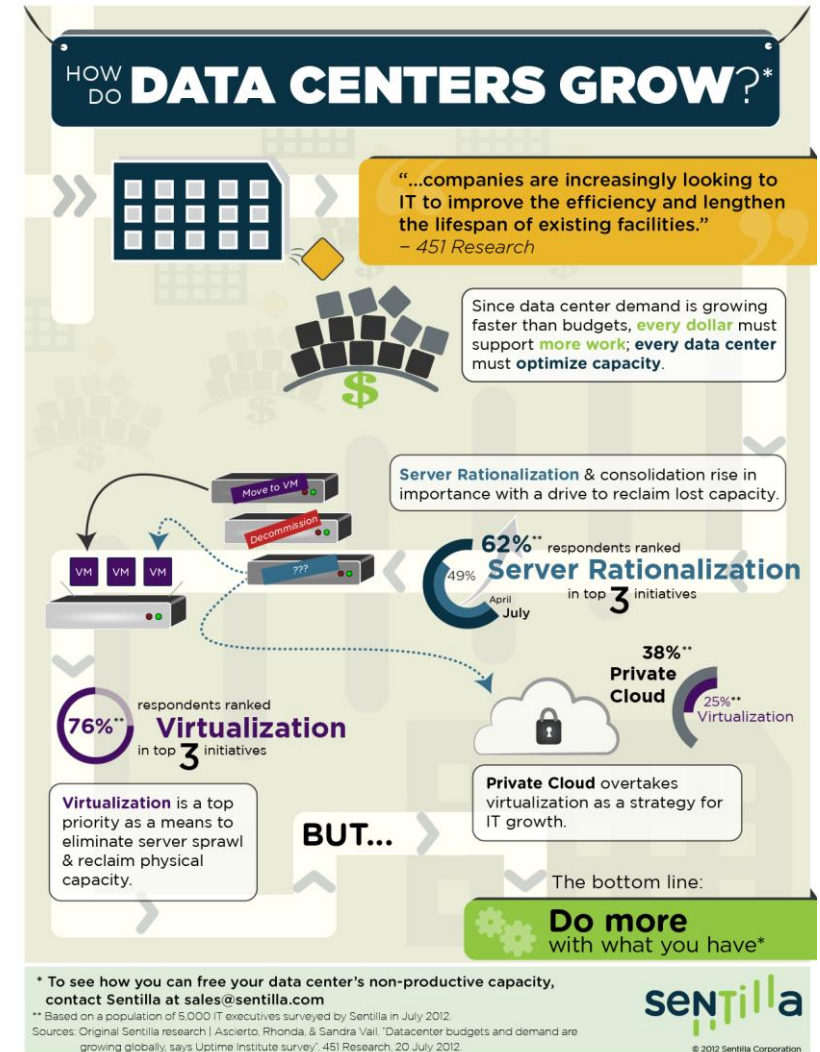 HOW DO DATA CENTERS GROW?*
“...companies are increasingly looking to
IT to improve the efficiency and lengthen
the lifespan of existing facilities.”
– 451 Research
Since data center demand is growing
faster than budgets, every dollar must
support more work; every data center
must optimize capacity.
$
Server Rationalization & consolidation rise in
importance with a drive to reclaim lost capacity.
Move to VM
Decommission
???
VM VM VM
62%** respondents ranked
49% Server Rationalization
in top 3 initiatives
April
July
38%**
Private
Cloud
25%**
Virtualization
76%**
respondents ranked
Virtualization
in top 3 initiatives
Private Cloud overtakes
virtualization as a strategy for
IT growth.
Virtualization is a top
priority as a means to
eliminate server sprawl
& reclaim physical
capacity.
BUT...
The bottom line:
Do more
with what you have*
* To see how you can free your data center’s non-productive capacity,
contact Sentilla at sales@sentilla.com
** Based on a population of 5,000 IT executives surveyed by Sentilla in July 2012.
Sources: Original Sentilla research | Ascierto, Rhonda, & Sandra Vail. “Datacenter budgets and demand are
growing globally, says Uptime Institute survey”. 451 Research, 20 July 2012.
sentilla
© 2012 Sentilla Corporation